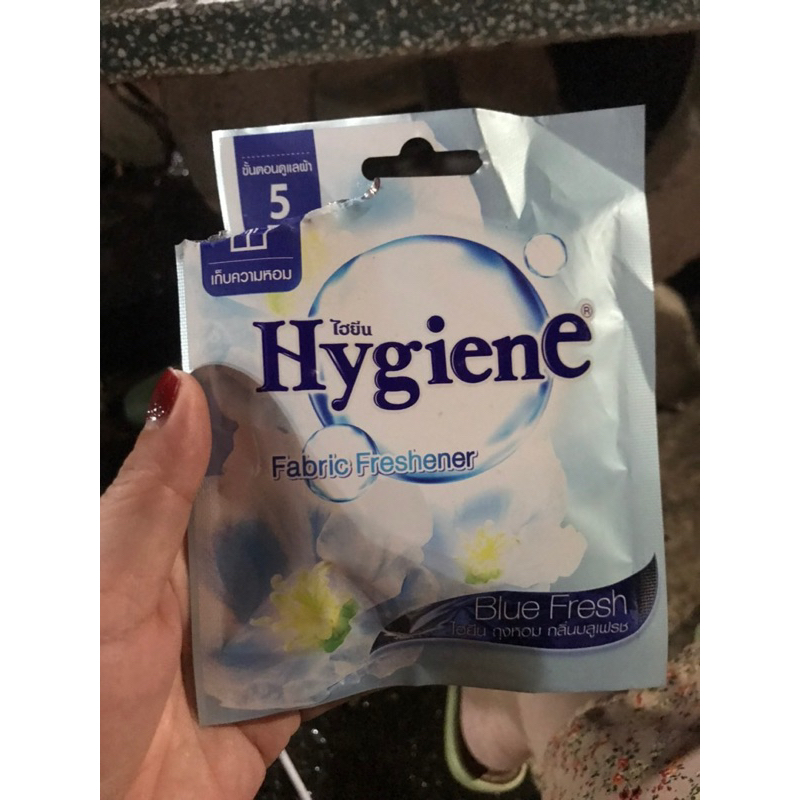 ขั้นตอนดูแลผ้า
5
เก็บความหอม
ไฮยีน
Hygiene®
Fabric Freshener
Blue Fresh
ไฮยีน ถุงหอม กลิ่นบลูเฟรช